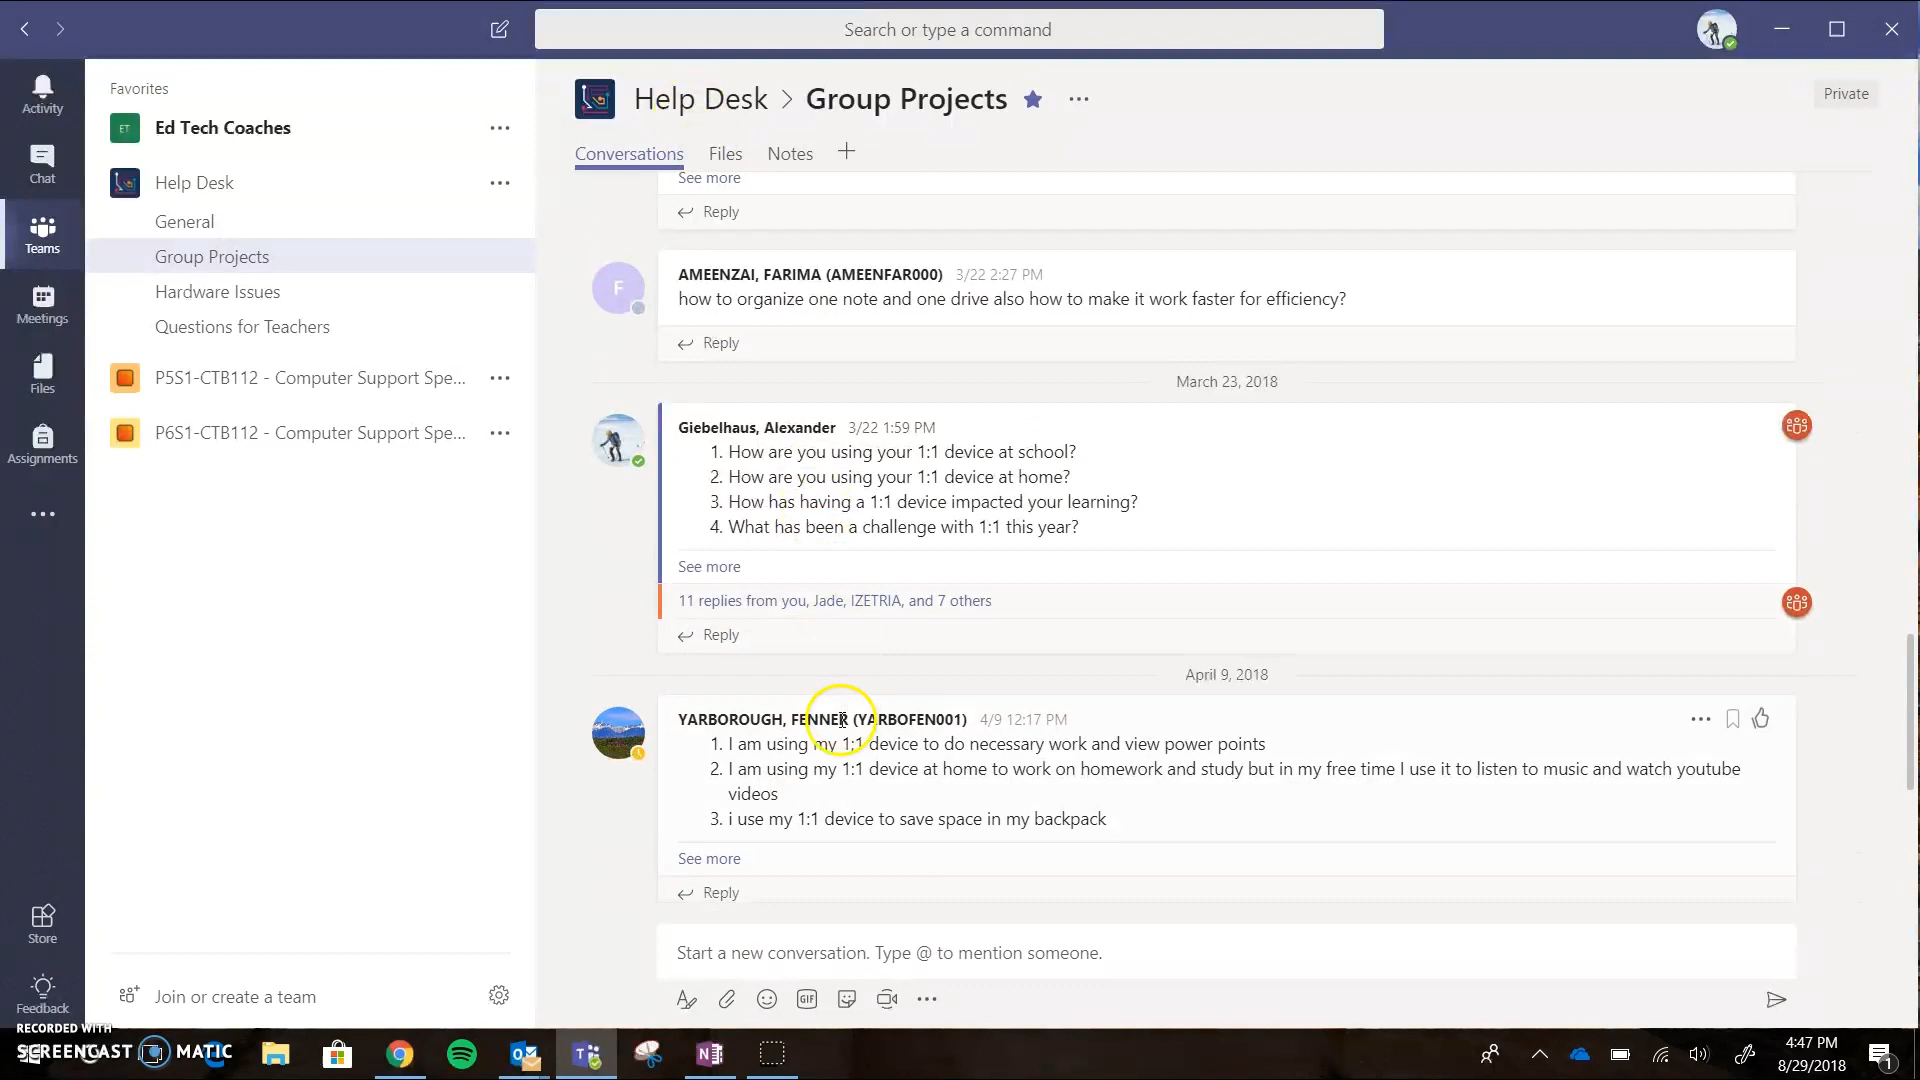 Search or type a command
Activity
Chat
Teams
Meetings
Files
Assignments
Store
Feedback
Favorites
ET
Ed Tech Coaches
Help Desk
General
Group Projects
Hardware Issues
Questions for Teachers
P5S1-CTB112 - Computer Support Spe...
P6S1-CTB112 - Computer Support Spe...
Join or create a team
Help Desk > Group Projects
Private
Conversations Files Notes
See more
Reply
F
AMEENZAI, FARIMA (AMEENFAR000) 3/22 2:27 PM
how to organize one note and one drive also how to make it work faster for efficiency?
Reply
March 23, 2018
Giebelhaus, Alexander 3/22 1:59 PM
1. How are you using your 1:1 device at school?
2. How are you using your 1:1 device at home?
3. How has having a 1:1 device impacted your learning?
4. What has been a challenge with 1:1 this year?
See more
11 replies from you, Jade, IZETRIA, and 7 others
Reply
April 9, 2018
YARBOROUGH, FENNER (YARBOFEN001) 4/9 12:17 PM
1. I am using my 1;1 device to do necessary work and view power points
2. I am using my 1:1 device at home to work on homework and study but in my free time I use it to listen to music and watch youtube
videos
3. i use my 1:1 device to save space in my backpack
See more
Reply
Start a new conversation. Type @ to mention someone.
GIF
RECORDED WITH
SCREENCAST MATIC
4:47 PM
8/29/2018
1